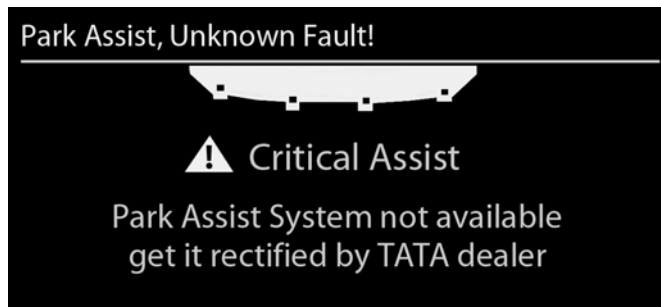 Park Assist, Unknown Fault!
Critical Assist
Park Assist System not available
get it rectified by TATA dealer